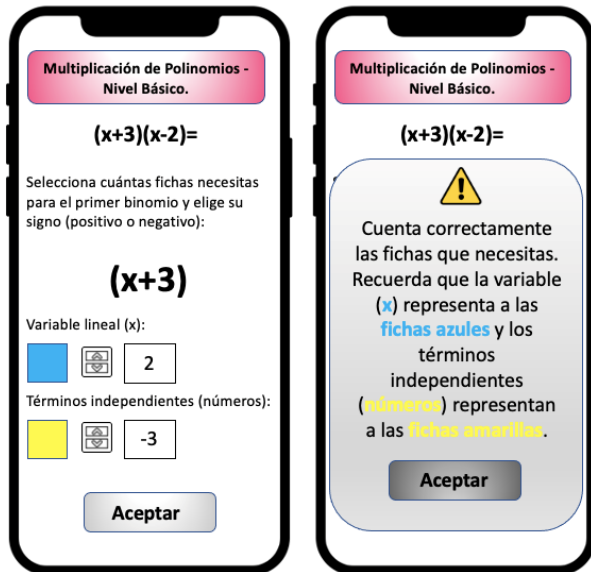 Multiplicación de Polinomios -
Nivel Básico.
(x+3)(x-2)=
Selecciona cuántas fichas necesitas
para el primer binomio y elige su
signo (positivo o negativo):
(x+3)
Variable lineal (x):
2
Términos independientes (números):
-3
Aceptar
Multiplicación de Polinomios -
Nivel Básico.
(x+3)(x-2)=
Cuenta correctamente
las fichas que necesitas.
Recuerda que la variable
(x) representa a las
fichas azules y los
términos
independientes
(números) representan
a las fichas amarillas.
Aceptar